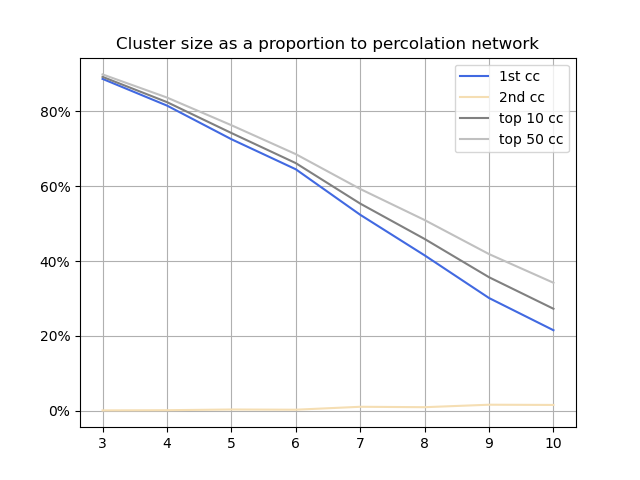 Cluster size as a proportion to percolation network
1st cc
2nd cc
top 10 cc
top 50 cc
80%
60%
40%
20%
0%
3 4 5 6 7 8 9 10